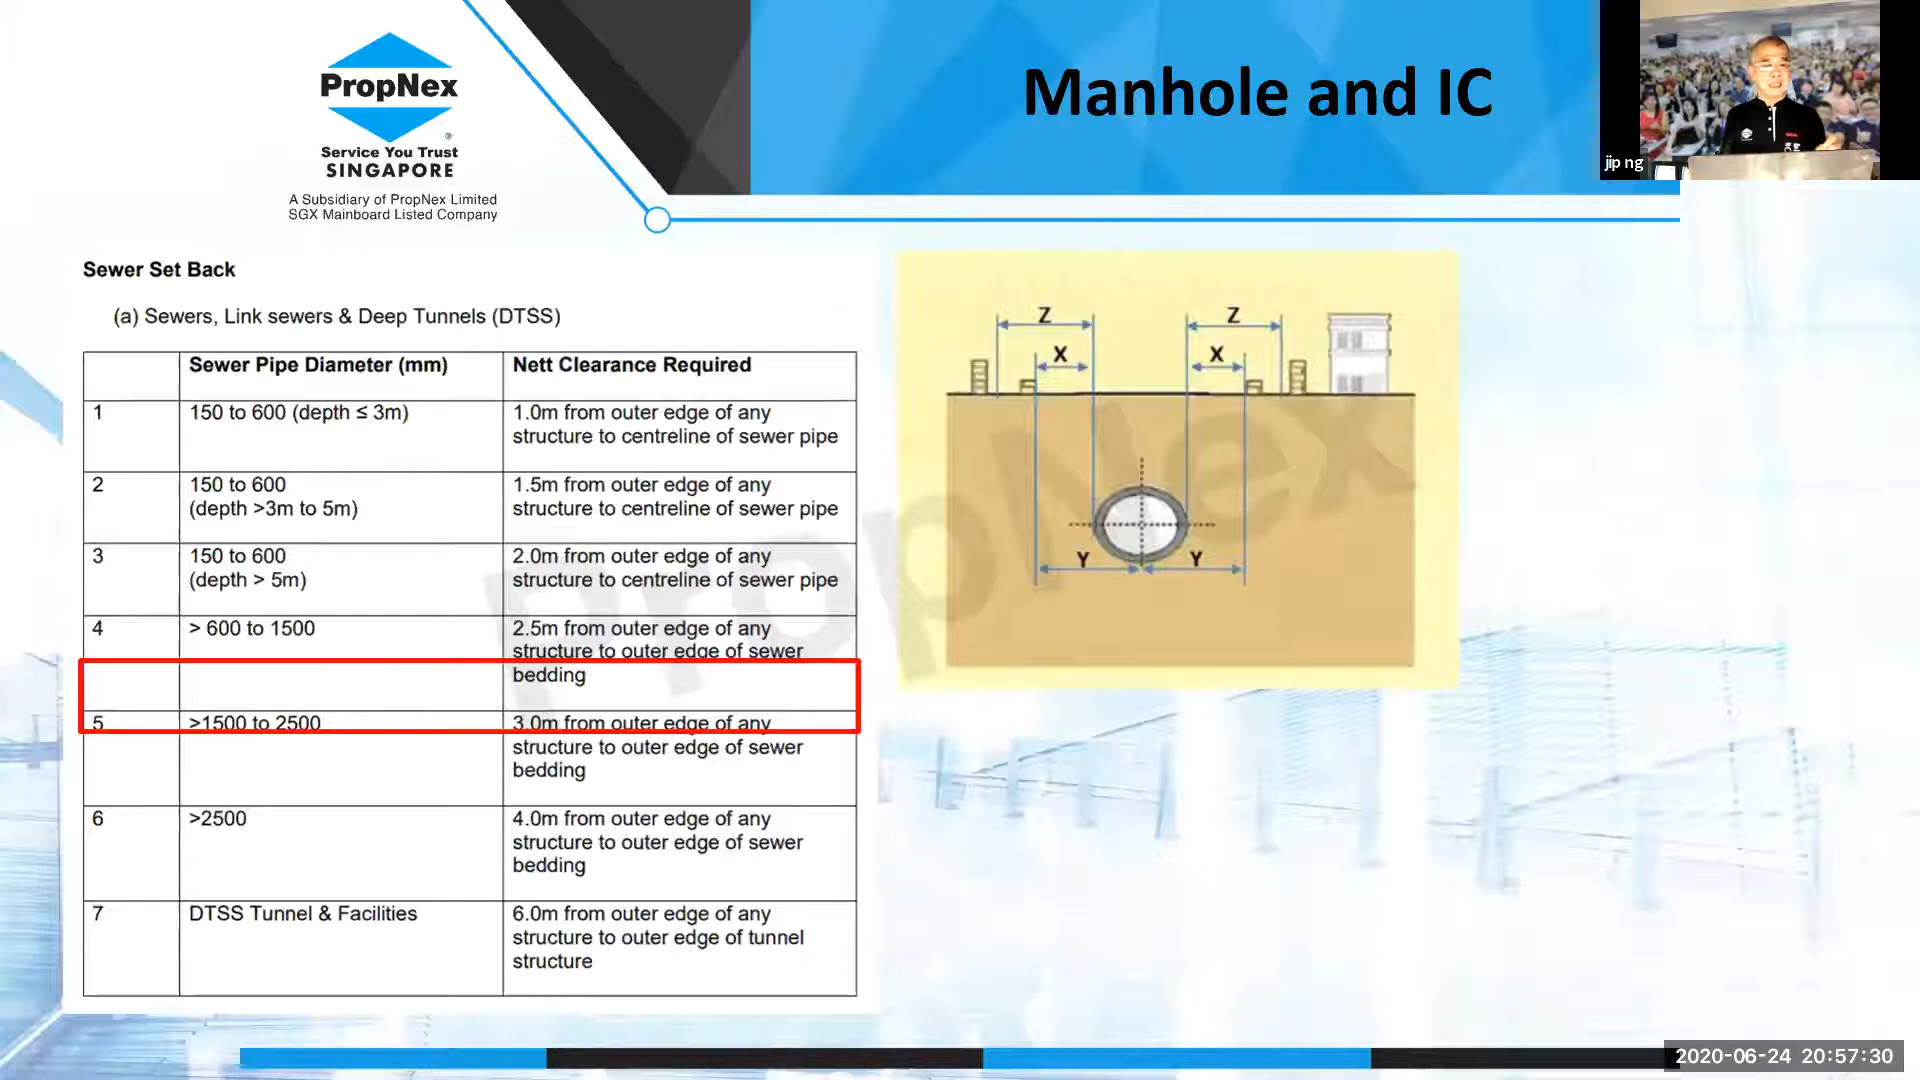 PropNex
®
Service You Trust
SINGAPORE
A Subsidiary of PropNex Limited
SGX Mainboard Listed Company
Manhole and IC
jip ng
Sewer Set Back
(a) Sewers, Link sewers & Deep Tunnels (DTSS)
Sewer Pipe Diameter (mm)
Nett Clearance Required
1
150 to 600 (depth ≤ 3m)
1.0m from outer edge of any
structure to centreline of sewer pipe
2
150 to 600
(depth >3m to 5m)
1.5m from outer edge of any
structure to centreline of sewer pipe
3
150 to 600
(depth > 5m)
2.0m from outer edge of any
structure to centreline of sewer pipe
4
> 600 to 1500
2.5m from outer edge of any
structure to outer edge of sewer
bedding
5
>1500 to 2500
3.0m from outer edge of any
structure to outer edge of sewer
bedding
6
>2500
4.0m from outer edge of any
structure to outer edge of sewer
bedding
7
DTSS Tunnel & Facilities
6.0m from outer edge of any
structure to outer edge of tunnel
structure
Z
Z
X
X
Y
Y
PropNex
2020-06-24 20:57:30